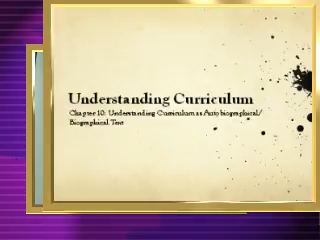 Understanding Curriculum
Chapter 10: Understanding Curriculum as Autobiographical/
Biographical Text